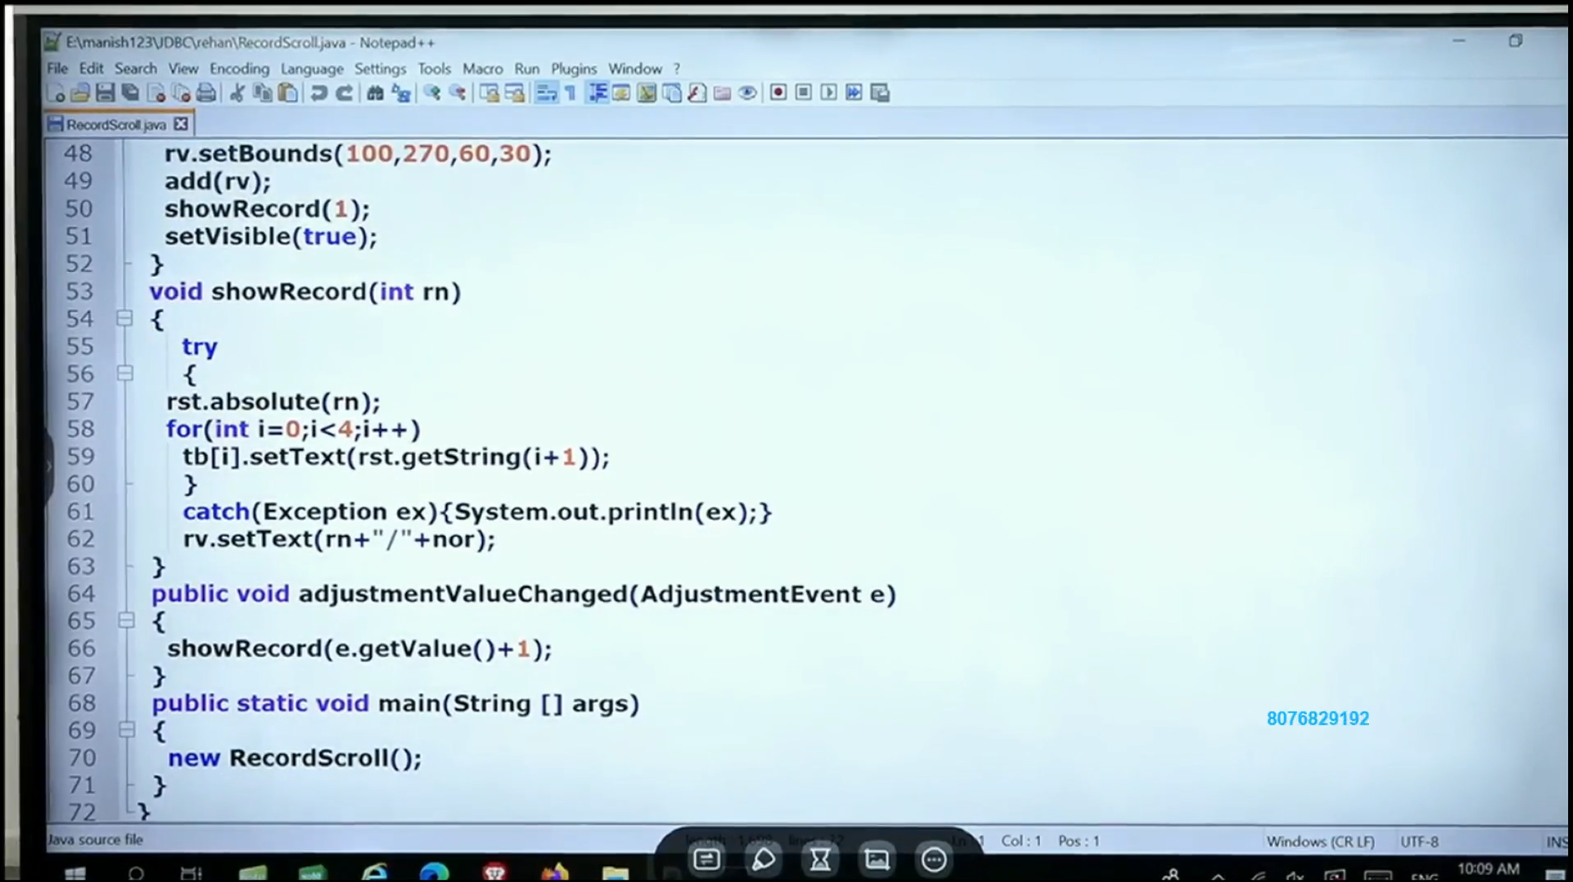 E:\manish123\JDBC\rehan\RecordScroll.java - Notepad++
File Edit Search View Encoding Language Settings Tools Macro Run Plugins Window ?
RecordScroll.java
48 rv.setBounds(100,270,60,30);
49 add(rv);
50 showRecord(1);
51 setVisible(true);
52 }
53 void showRecord(int rn)
54 {
55 try
56 {
57 rst.absolute(rn);
58 for(int i=0;i<4;i++)
59 tb[i].setText(rst.getString(i+1));
60 }
61 catch(Exception ex){System.out.println(ex);}
62 rv.setText(rn+"/"+nor);
63 }
64 public void adjustmentValueChanged(AdjustmentEvent e)
65 {
66 showRecord(e.getValue()+1);
67 }
68 public static void main(String [] args)
69 {
70 new RecordScroll();
71 }
72 }
8076829192
Java source file Col : 1 Pos : 1 Windows (CR LF) UTF-8 INS
10:09 AM